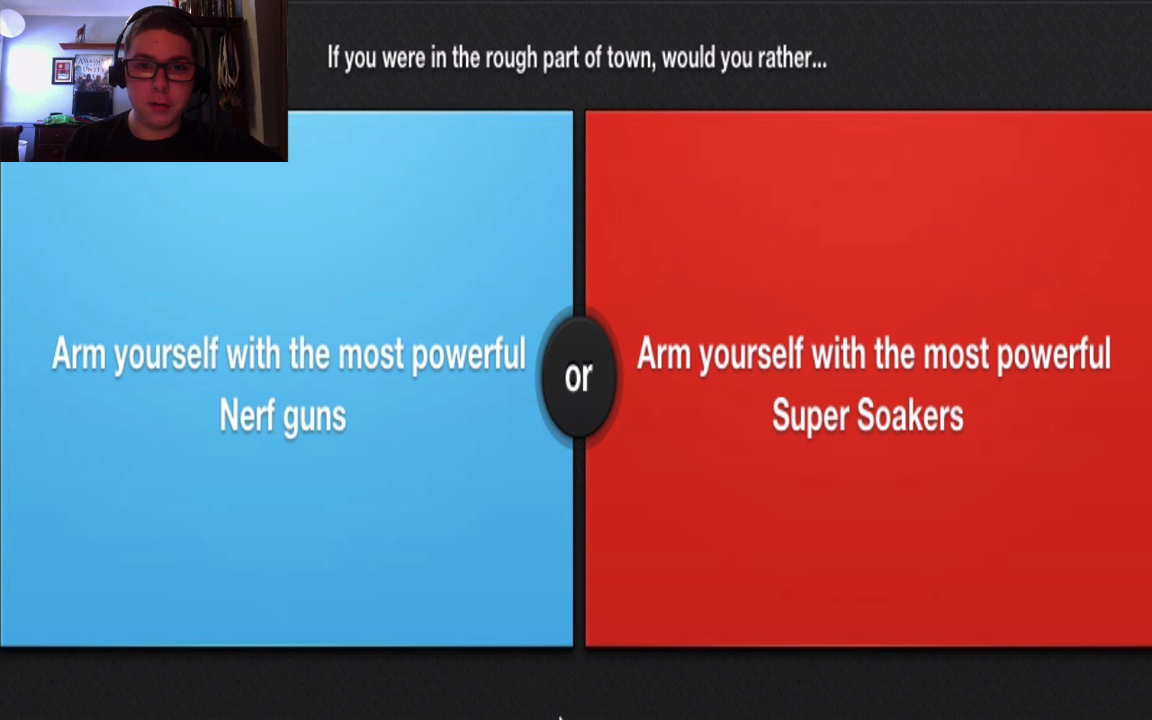 If you were in the rough part of town, would you rather...
Arm yourself with the most powerful
Nerf guns
or
Arm yourself with the most powerful
Super Soakers